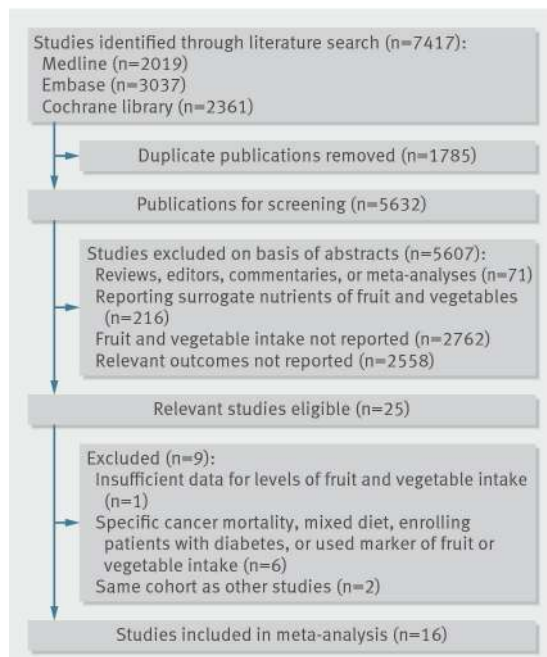 Studies identified through literature search (n=7417):
Medline (n=2019)
Embase (n=3037)
Cochrane library (n=2361)
Duplicate publications removed (n=1785)
Publications for screening (n=5632)
Studies excluded on basis of abstracts (n=5607):
Reviews, editors, commentaries, or meta-analyses (n=71)
Reporting surrogate nutrients of fruit and vegetables
(n=216)
Fruit and vegetable intake not reported (n=2762)
Relevant outcomes not reported (n=2558)
Relevant studies eligible (n=25)
Excluded (n=9):
Insufficient data for levels of fruit and vegetable intake
(n=1)
Specific cancer mortality, mixed diet, enrolling
patients with diabetes, or used marker of fruit or
vegetable intake (n=6)
Same cohort as other studies (n=2)
Studies included in meta-analysis (n=16)